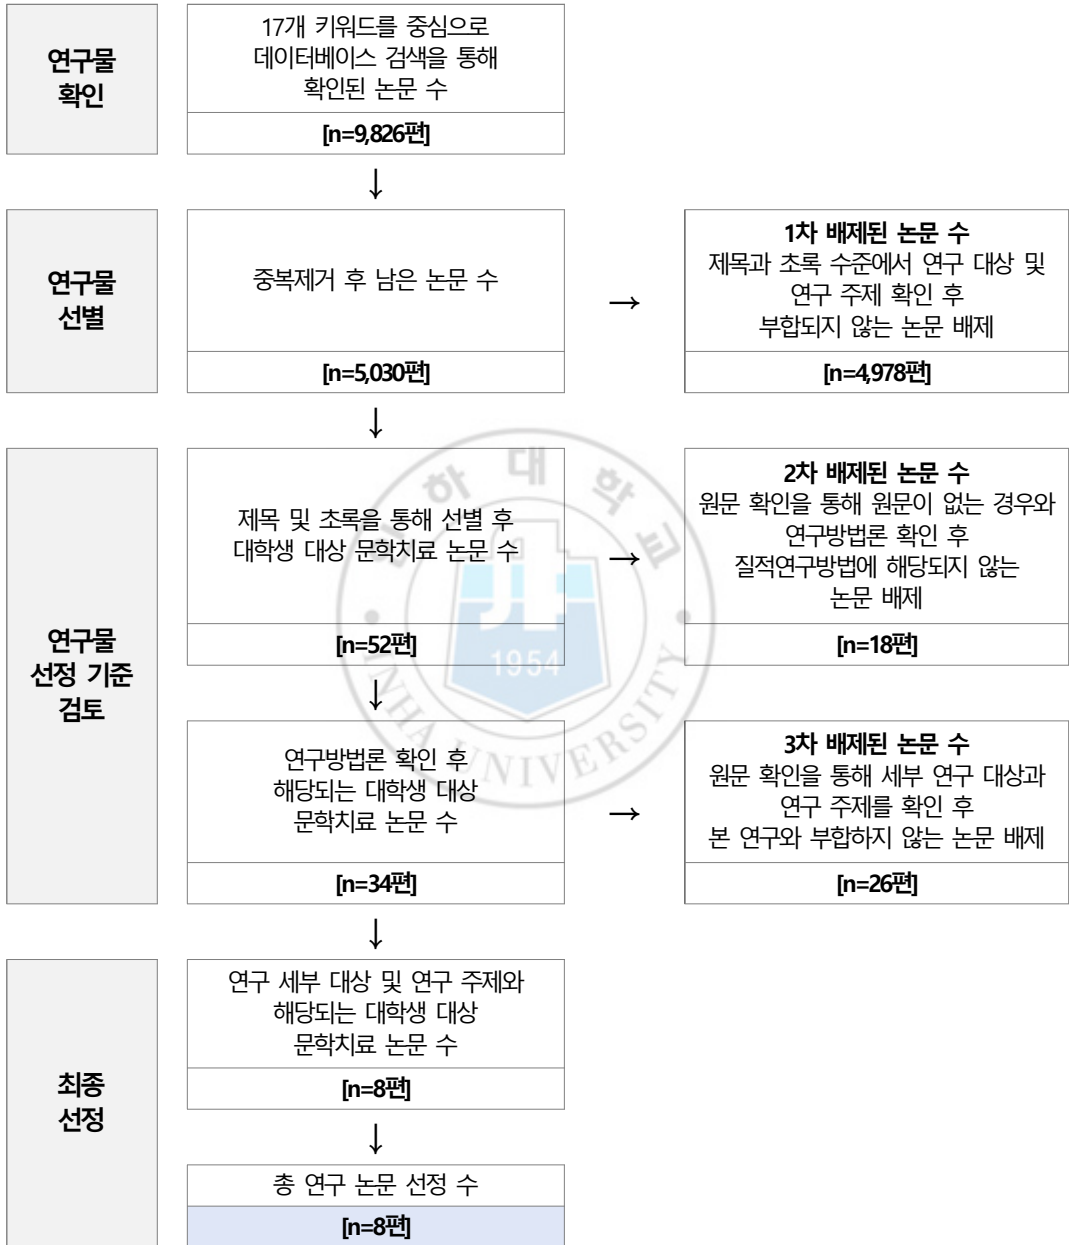 연구물
확인
17개 키워드를 중심으로
데이터베이스 검색을 통해
확인된 논문 수
[n=9,826편]
↓
연구물
선별
중복제거 후 남은 논문 수
[n=5,030편]
→
1차 배제된 논문 수
제목과 초록 수준에서 연구 대상 및
연구 주제 확인 후
부합되지 않는 논문 배제
[n=4,978편]
↓
연구물
선정 기준
검토
제목 및 초록을 통해 선별 후
대학생 대상 문학치료 논문 수
[n=52편]
→
2차 배제된 논문 수
원문 확인을 통해 원문이 없는 경우와
연구방법론 확인 후
질적연구방법에 해당되지 않는
논문 배제
[n=18편]
↓
연구방법론 확인 후
해당되는 대학생 대상
문학치료 논문 수
[n=34편]
→
3차 배제된 논문 수
원문 확인을 통해 세부 연구 대상과
연구 주제를 확인 후
본 연구와 부합하지 않는 논문 배제
[n=26편]
↓
최종
선정
연구 세부 대상 및 연구 주제와
해당되는 대학생 대상
문학치료 논문 수
[n=8편]
↓
총 연구 논문 선정 수
[n=8편]
인하대학교
1954
INHA UNIVERSITY